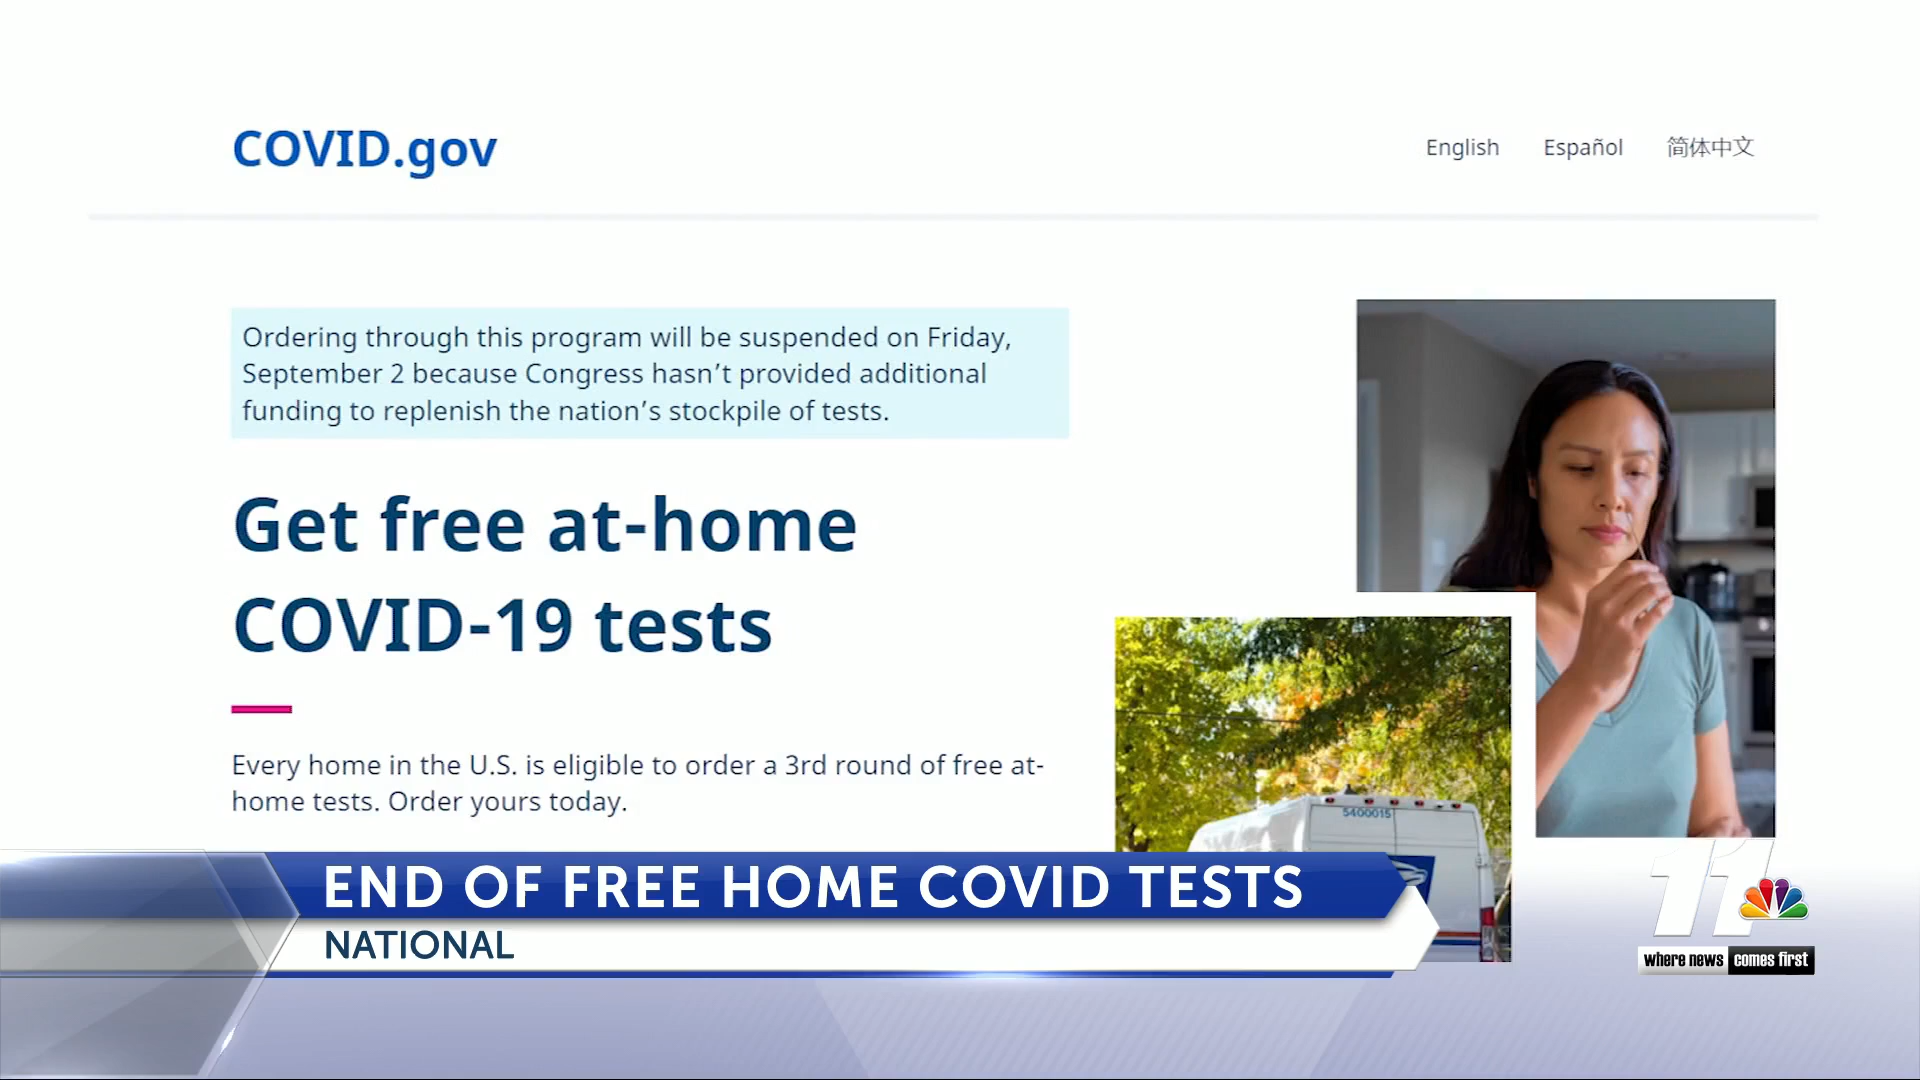 COVID.gov
English Español 简体中文
Ordering through this program will be suspended on Friday,
September 2 because Congress hasn’t provided additional
funding to replenish the nation’s stockpile of tests.
Get free at-home
COVID-19 tests
Every home in the U.S. is eligible to order a 3rd round of free at-
home tests. Order yours today.
5400015
END OF FREE HOME COVID TESTS
NATIONAL
11
where news comes first